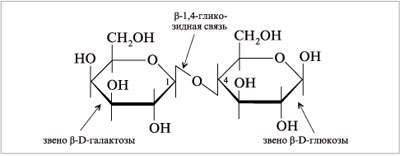 β-1,4-глико-
зидная связь
CH₂OH
CH₂OH
HO
O
O
OH
1
4
OH
O
OH
OH
OH
OH
звено β-D-галактозы
звено β-D-глюкозы